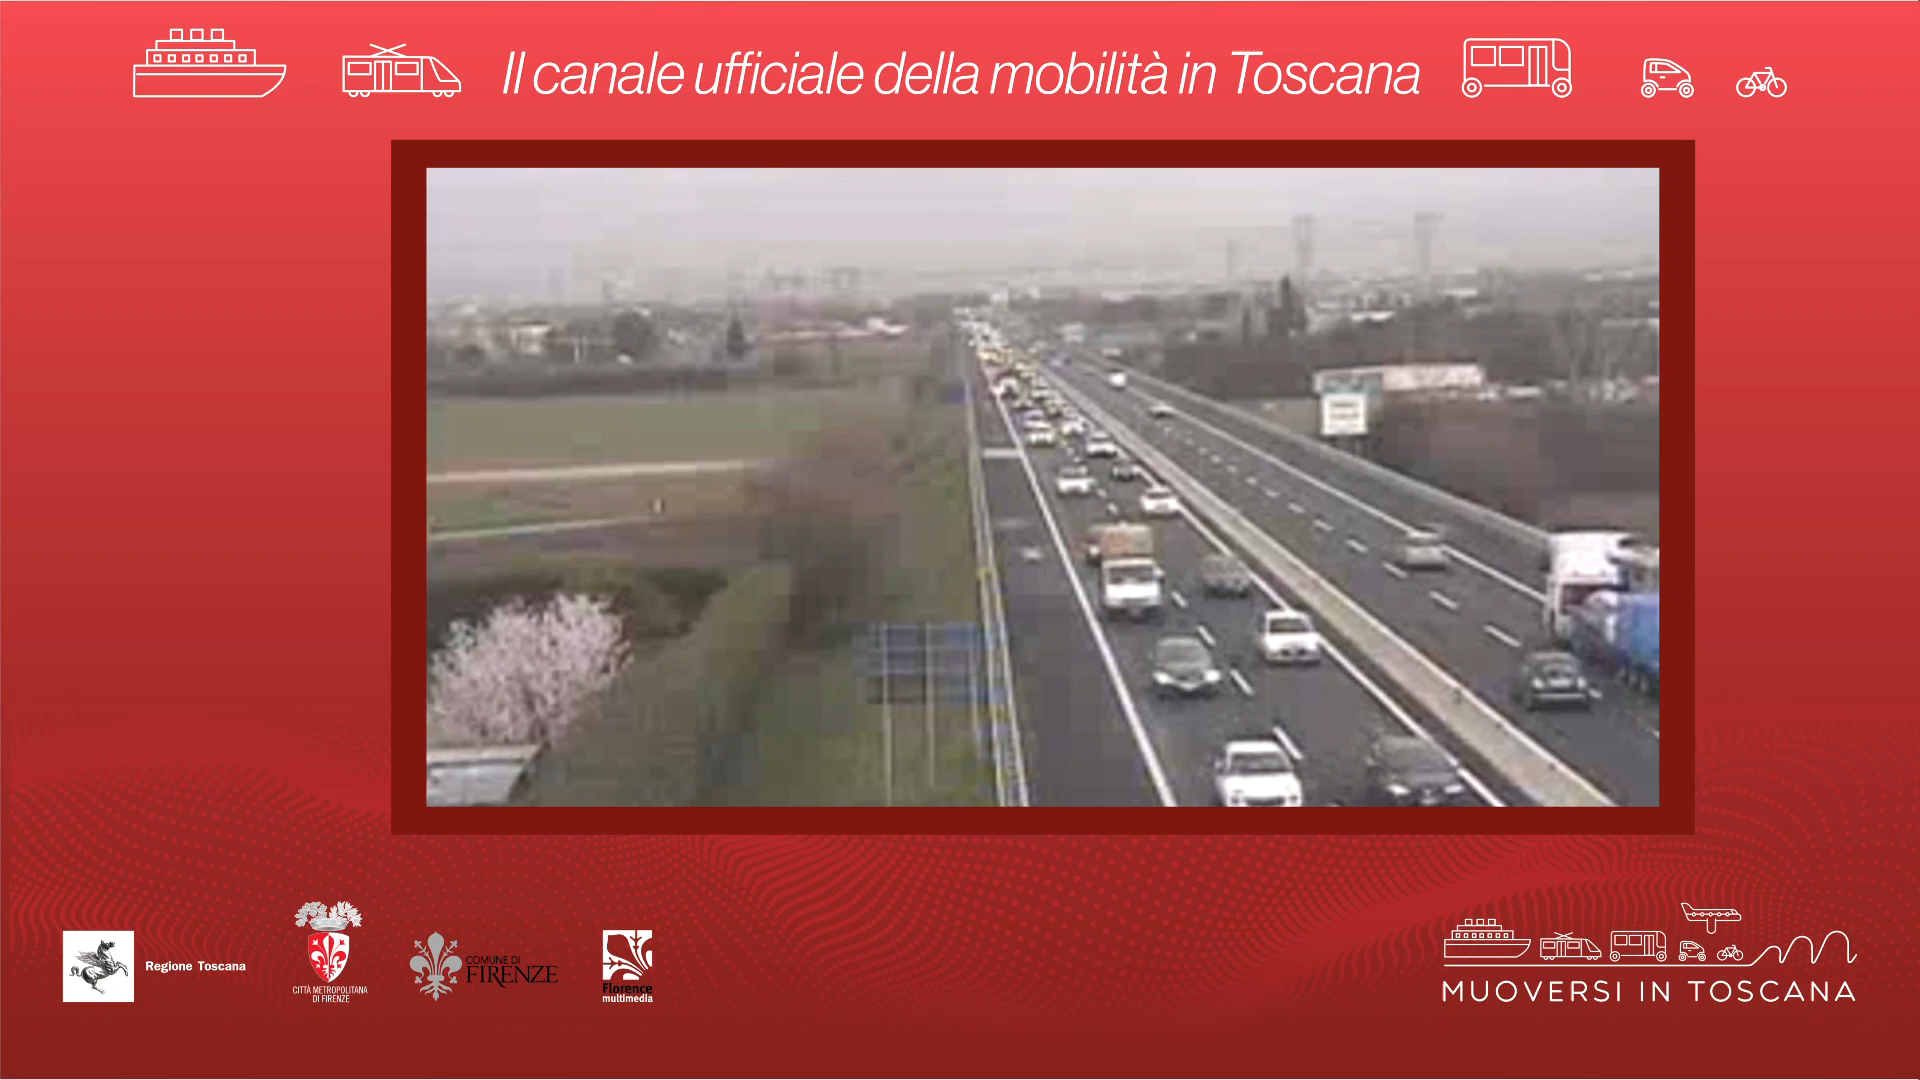 Il canale ufficiale della mobilità in Toscana
Regione Toscana
CITTÀ METROPOLITANA
DI FIRENZE
COMUNE DI
FIRENZE
Florence
multimedia
MUOVERSI IN TOSCANA